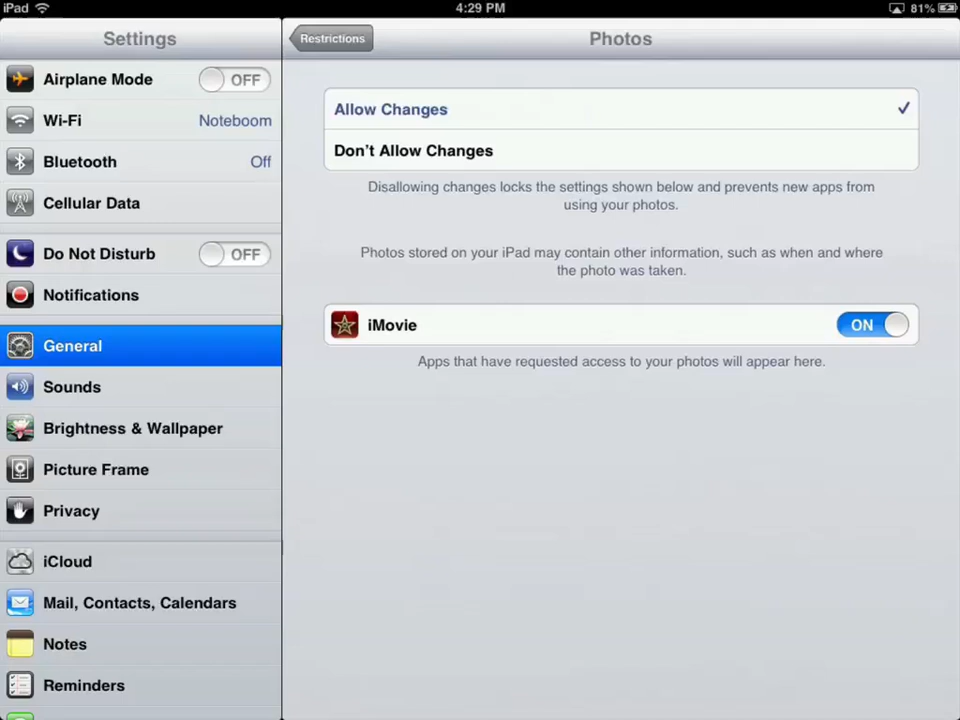 iPad
4:29 PM
81%
Settings
Restrictions
Photos
Airplane Mode
OFF
Wi-Fi
Noteboom
Bluetooth
Off
Cellular Data
Do Not Disturb
OFF
Notifications
General
Sounds
Brightness & Wallpaper
Picture Frame
Privacy
iCloud
Mail, Contacts, Calendars
Notes
Reminders
Allow Changes
Don't Allow Changes
Disallowing changes locks the settings shown below and prevents new apps from
using your photos.
Photos stored on your iPad may contain other information, such as when and where
the photo was taken.
iMovie
ON
Apps that have requested access to your photos will appear here.